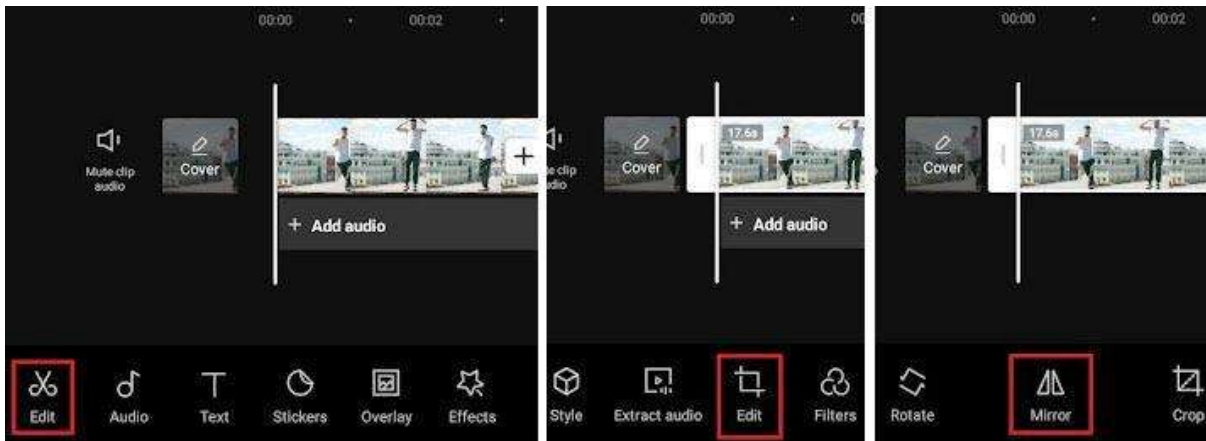 00:00 00:02
Mute clip
audio
Cover
+ Add audio
Edit Audio Text Stickers Overlay Effects
00:00
17.6s
Cover
+ Add audio
Style Extract audio Edit Filters
00:00 00:02
17.6s
Cover
Rotate Mirror Crop